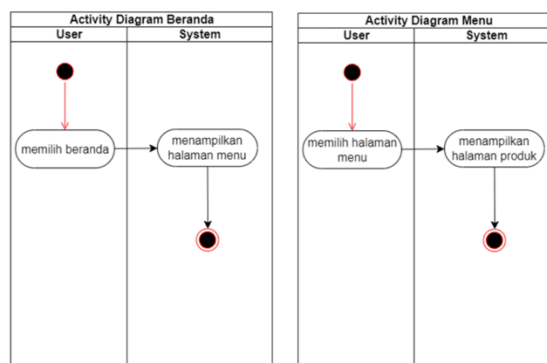 Activity Diagram Beranda
User
System
memilih beranda
menampilkan
halaman menu
Activity Diagram Menu
User
System
memilih halaman
menu
menampilkan
halaman produk